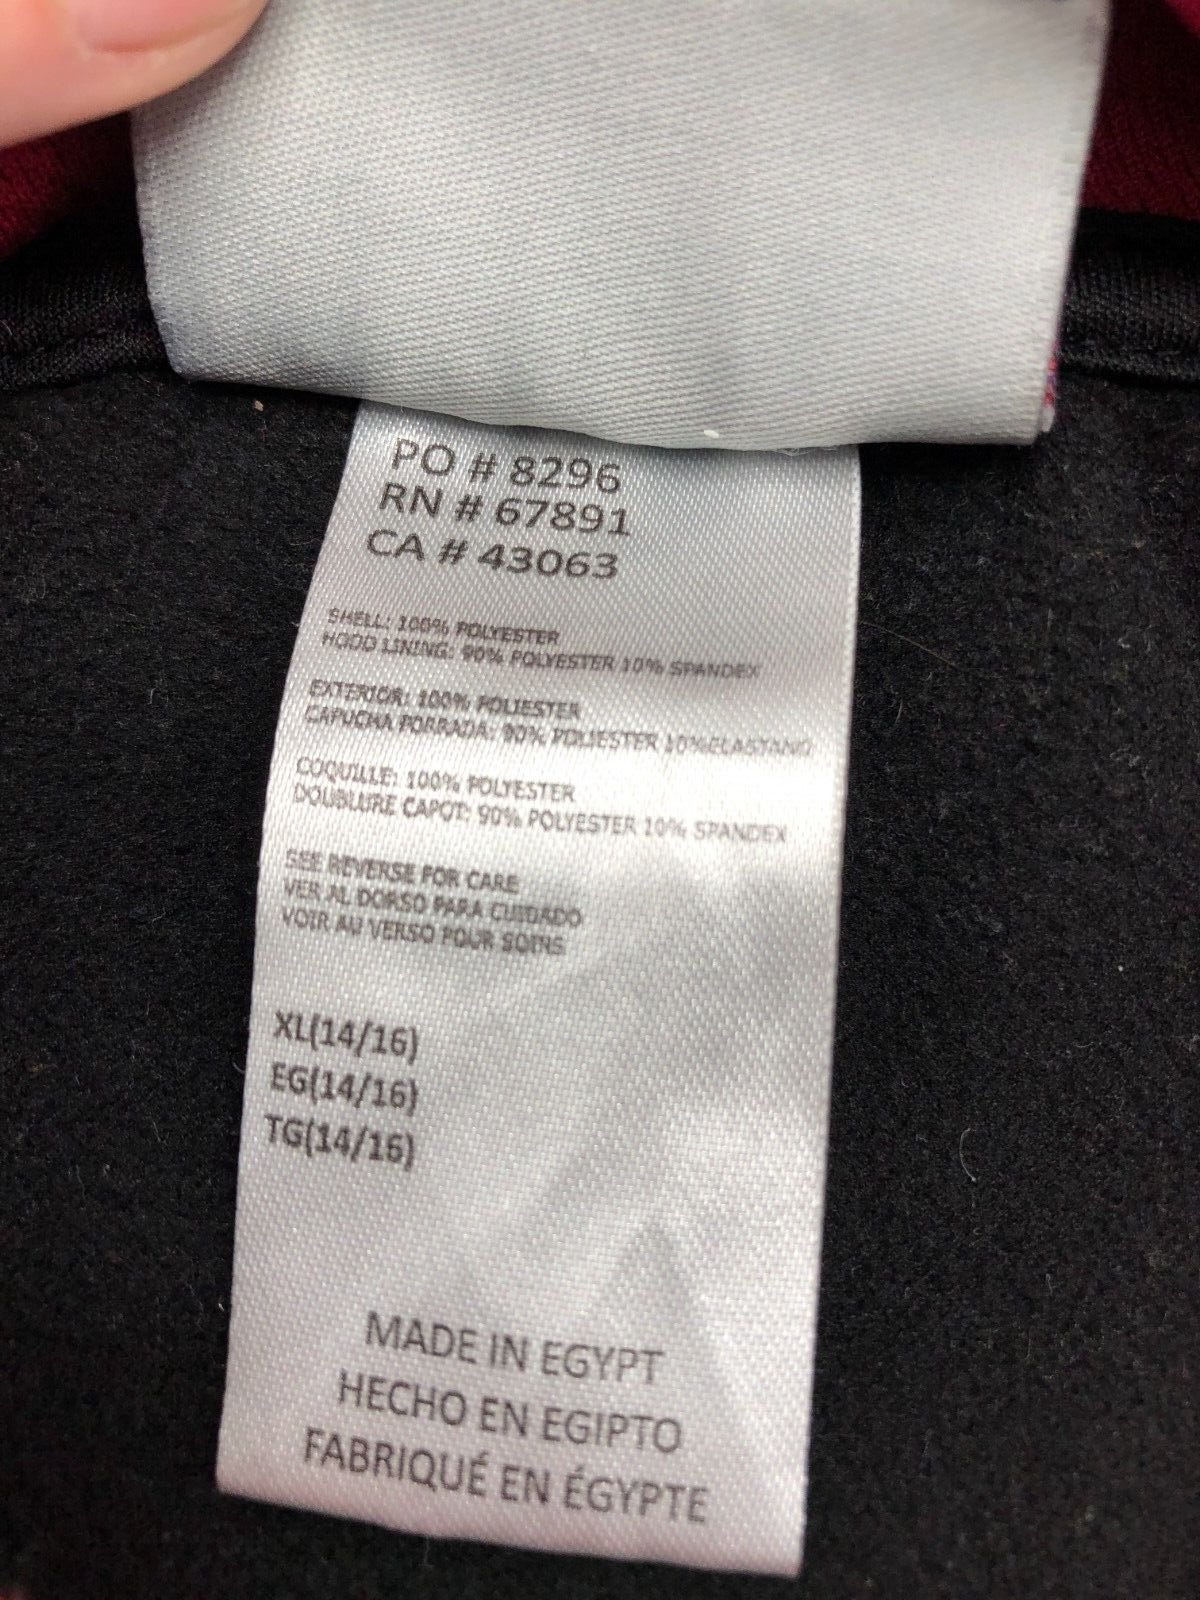 PO # 8296
RN # 67891
CA # 43063
SHELL: 100% POLYESTER
HOOD LINING: 90% POLYESTER 10% SPANDEX
EXTERIOR: 100% POLIESTER
CAPUCHA FORRADA: 90% POLIESTER 10%ELASTANO
COQUILLE: 100% POLYESTER
DOUBLURE CAPOT: 90% POLYESTER 10% SPANDEX
SEE REVERSE FOR CARE
VER AL DORSO PARA CUIDADO
VOIR AU VERSO POUR SOINS
XL(14/16)
EG(14/16)
TG(14/16)
MADE IN EGYPT
HECHO EN EGIPTO
FABRIQUÉ EN ÉGYPTE